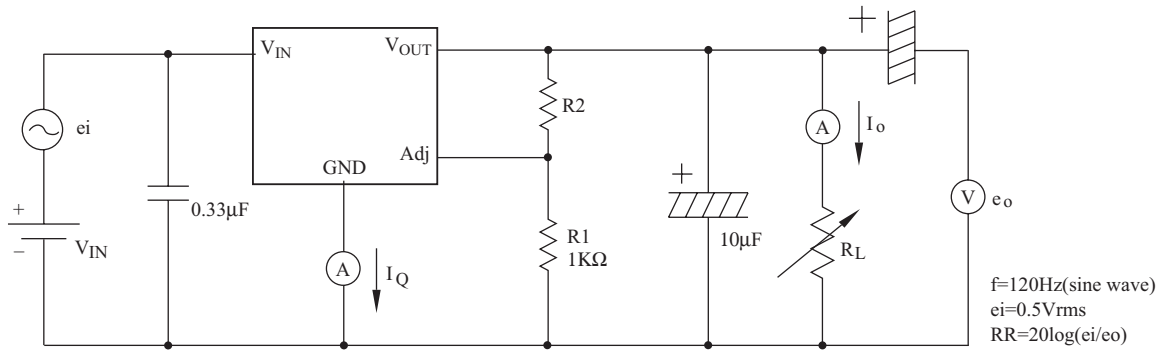 +
V_IN
V_OUT
R2
ei
A
I_o
Adj
GND
+
V
e_o
0.33μF
+
V_IN
−
R1
1KΩ
10μF
R_L
A
I_Q
f=120Hz(sine wave)
ei=0.5Vrms
RR=20log(ei/eo)